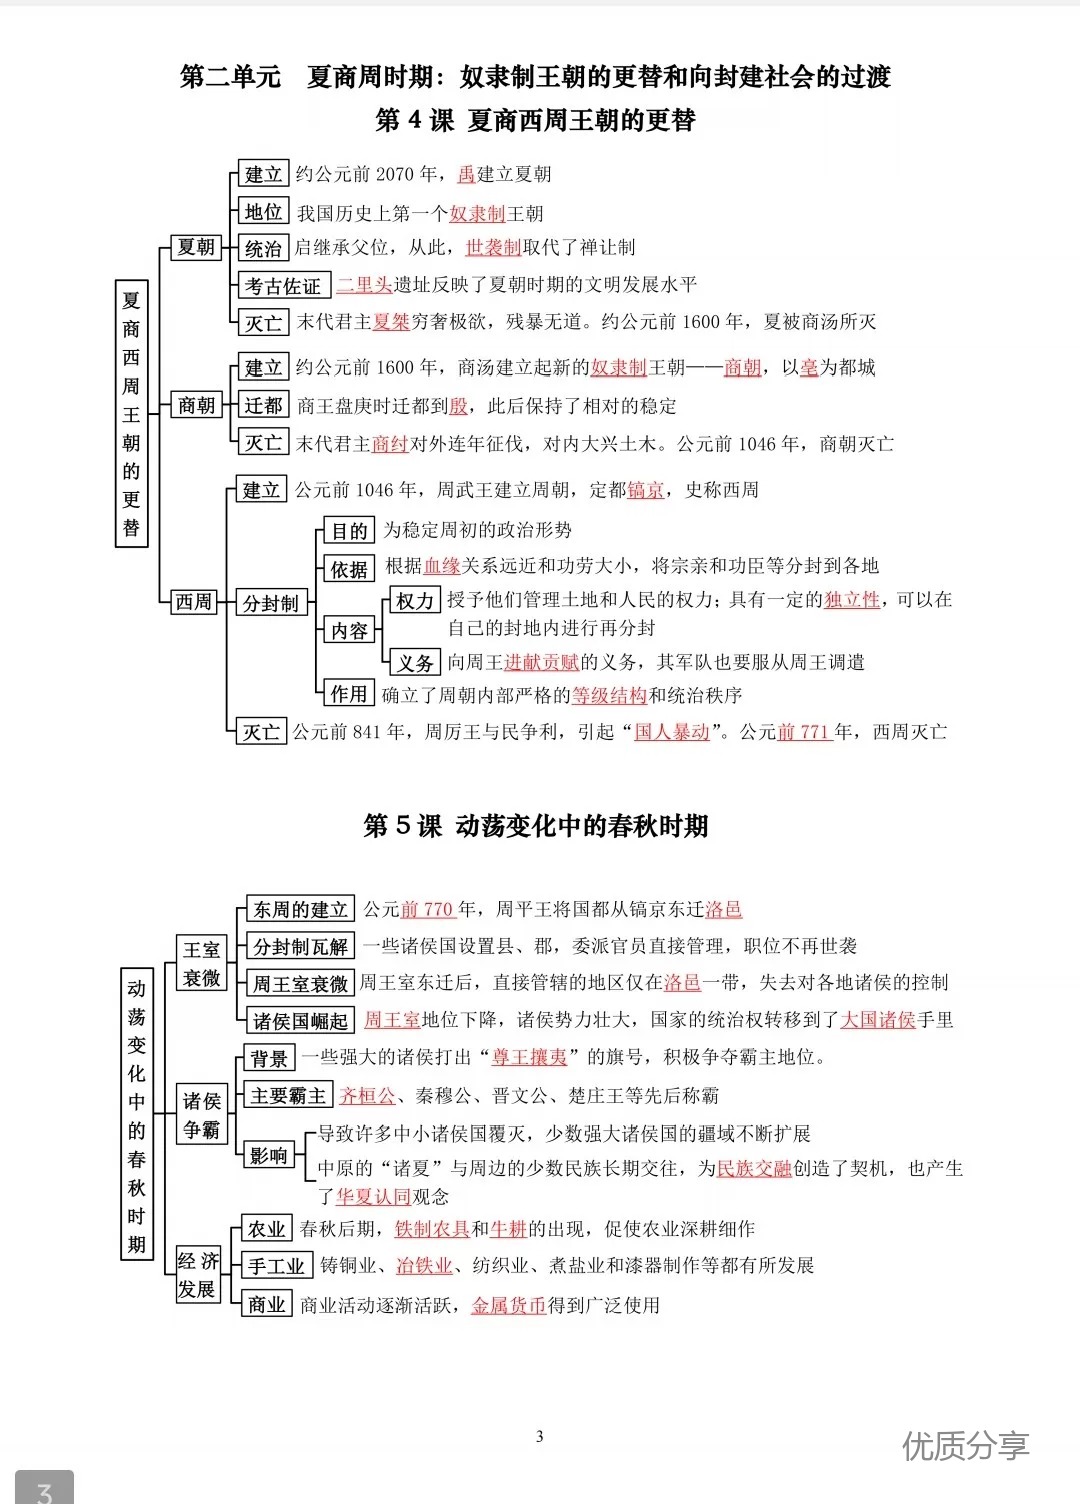 第二单元 夏商周时期：奴隶制王朝的更替和向封建社会的过渡
第 4 课 夏商西周王朝的更替
夏商西周王朝的更替
夏朝
建立 约公元前 2070 年，禹建立夏朝
地位 我国历史上第一个奴隶制王朝
统治 启继承父位，从此，世袭制取代了禅让制
考古佐证 二里头遗址反映了夏朝时期的文明发展水平
灭亡 末代君主夏桀穷奢极欲，残暴无道。约公元前 1600 年，夏被商汤所灭
商朝
建立 约公元前 1600 年，商汤建立起新的奴隶制王朝——商朝，以亳为都城
迁都 商王盘庚时迁都到殷，此后保持了相对的稳定
灭亡 末代君主商纣对外连年征伐，对内大兴土木。公元前 1046 年，商朝灭亡
西周
建立 公元前 1046 年，周武王建立周朝，定都镐京，史称西周
分封制
目的 为稳定周初的政治形势
依据 根据血缘关系远近和功劳大小，将宗亲和功臣等分封到各地
内容
权力 授予他们管理土地和人民的权力；具有一定的独立性，可以在
自己的封地内进行再分封
义务 向周王进献贡赋的义务，其军队也要服从周王调遣
作用 确立了周朝内部严格的等级结构和统治秩序
灭亡 公元前 841 年，周厉王与民争利，引起“国人暴动”。公元前 771 年，西周灭亡
第 5 课 动荡变化中的春秋时期
动荡变化中的春秋时期
王室
衰微
东周的建立 公元前 770 年，周平王将国都从镐京东迁洛邑
分封制瓦解 一些诸侯国设置县、郡，委派官员直接管理，职位不再世袭
周王室衰微 周王室东迁后，直接管辖的地区仅在洛邑一带，失去对各地诸侯的控制
诸侯国崛起 周王室地位下降，诸侯势力壮大，国家的统治权转移到了大国诸侯手里
诸侯
争霸
背景 一些强大的诸侯打出“尊王攘夷”的旗号，积极争夺霸主地位。
主要霸主 齐桓公、秦穆公、晋文公、楚庄王等先后称霸
影响
导致许多中小诸侯国覆灭，少数强大诸侯国的疆域不断扩展
中原的“诸夏”与周边的少数民族长期交往，为民族交融创造了契机，也产生
了华夏认同观念
经济
发展
农业 春秋后期，铁制农具和牛耕的出现，促使农业深耕细作
手工业 铸铜业、冶铁业、纺织业、煮盐业和漆器制作等都有所发展
商业 商业活动逐渐活跃，金属货币得到广泛使用
3
优质分享
3